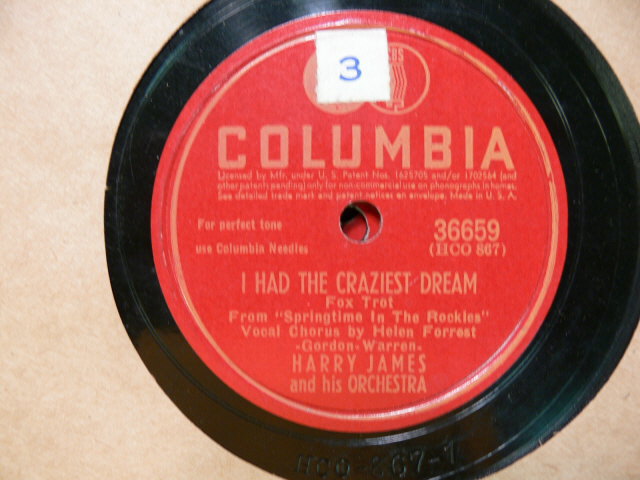 3
COLUMBIA
Licensed by Mfr. under U. S. Patent Nos. 1625705 and/or 1702564 (and
other patents pending) only for non-commercial use on phonographs in homes.
See detailed trade mark and patent notices on envelope. Made in U. S. A.
For perfect tone
use Columbia Needles
36659
(HCO 867)
I HAD THE CRAZIEST DREAM
Fox Trot
From "Springtime In The Rockies"
Vocal Chorus by Helen Forrest
-Gordon-Warren-
HARRY JAMES
and his ORCHESTRA
HCO 867-1